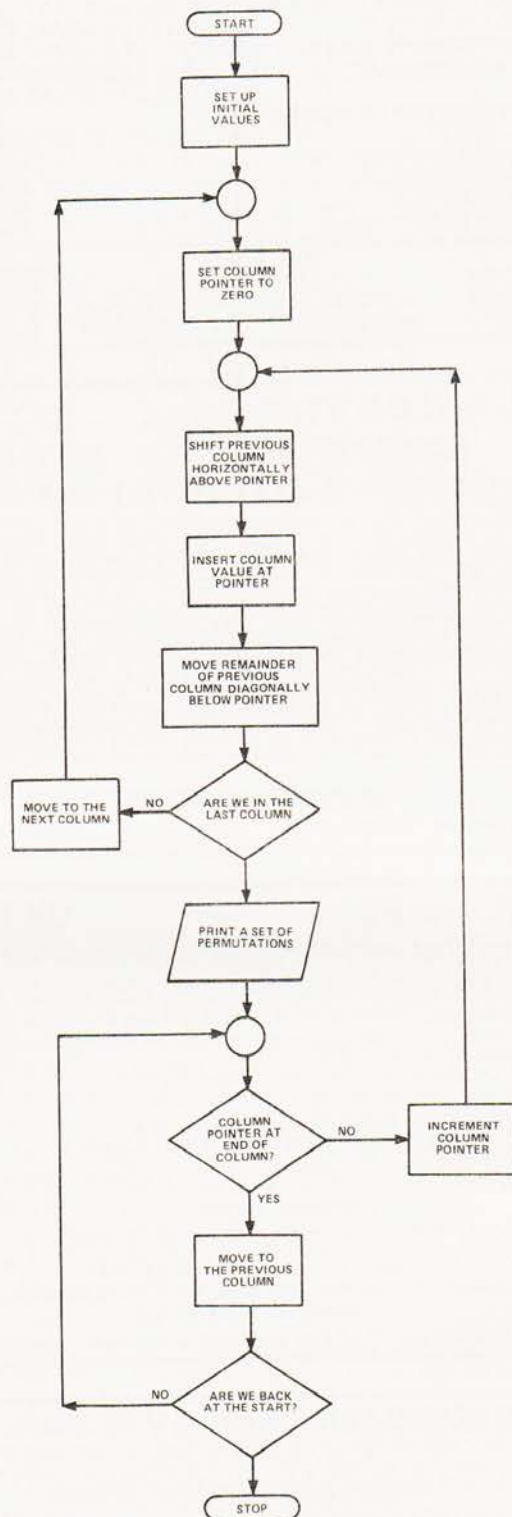 START
SET UP
INITIAL
VALUES
SET COLUMN
POINTER TO
ZERO
SHIFT PREVIOUS
COLUMN
HORIZONTALLY
ABOVE POINTER
INSERT COLUMN
VALUE AT
POINTER
MOVE REMAINDER
OF PREVIOUS
COLUMN DIAGONALLY
BELOW POINTER
MOVE TO THE
NEXT COLUMN
NO
ARE WE IN THE
LAST COLUMN
PRINT A SET OF
PERMUTATIONS
COLUMN
POINTER AT
END OF
COLUMN?
NO
INCREMENT
COLUMN
POINTER
YES
MOVE TO
THE PREVIOUS
COLUMN
NO
ARE WE BACK
AT THE START?
STOP